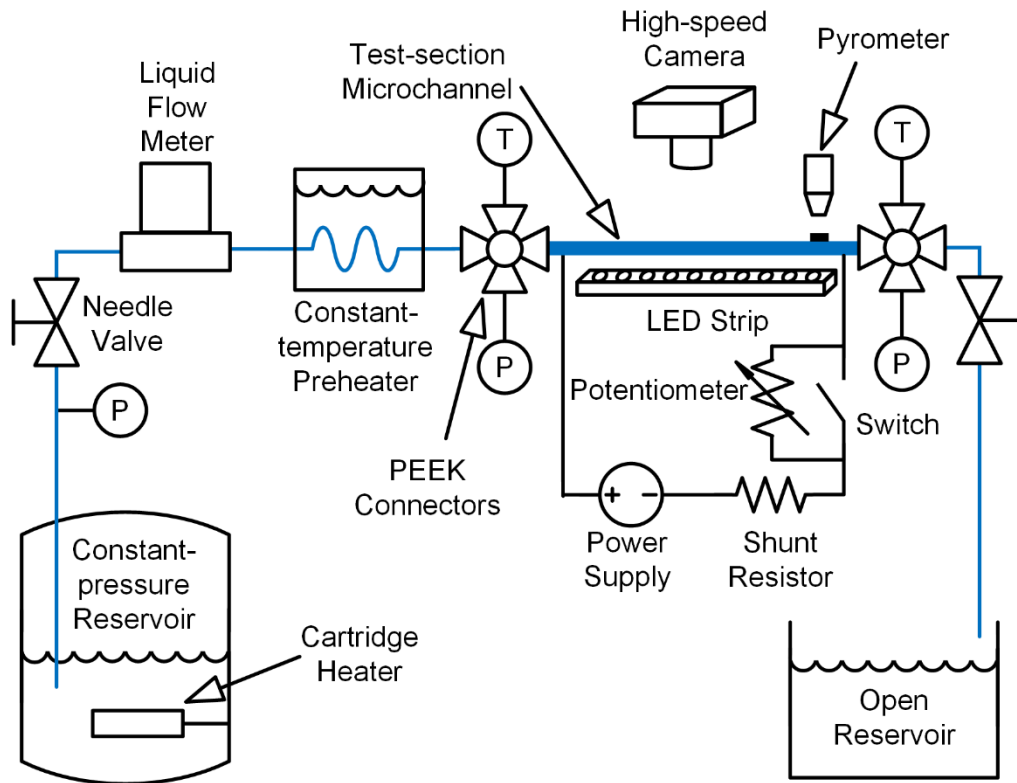 High-speed
Camera
Pyrometer
Test-section
Microchannel
Liquid
Flow
Meter
T
T
Needle
Valve
Constant-
temperature
Preheater
LED Strip
P
P
P
Potentiometer
Switch
PEEK
Connectors
+ −
Power
Supply
Shunt
Resistor
Constant-
pressure
Reservoir
Cartridge
Heater
Open
Reservoir